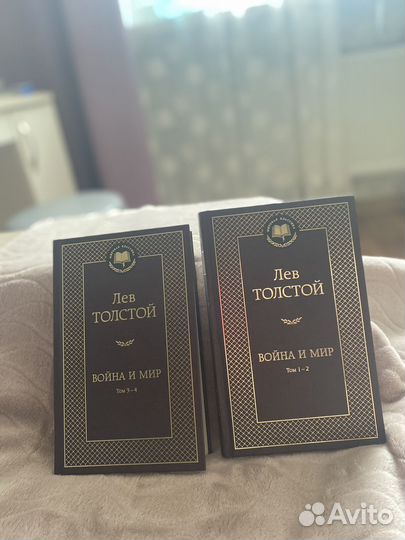 Лев
ТОЛСТОЙ
ВОЙНА И МИР
Том 3–4
Лев
ТОЛСТОЙ
ВОЙНА И МИР
Том 1–2
Avito